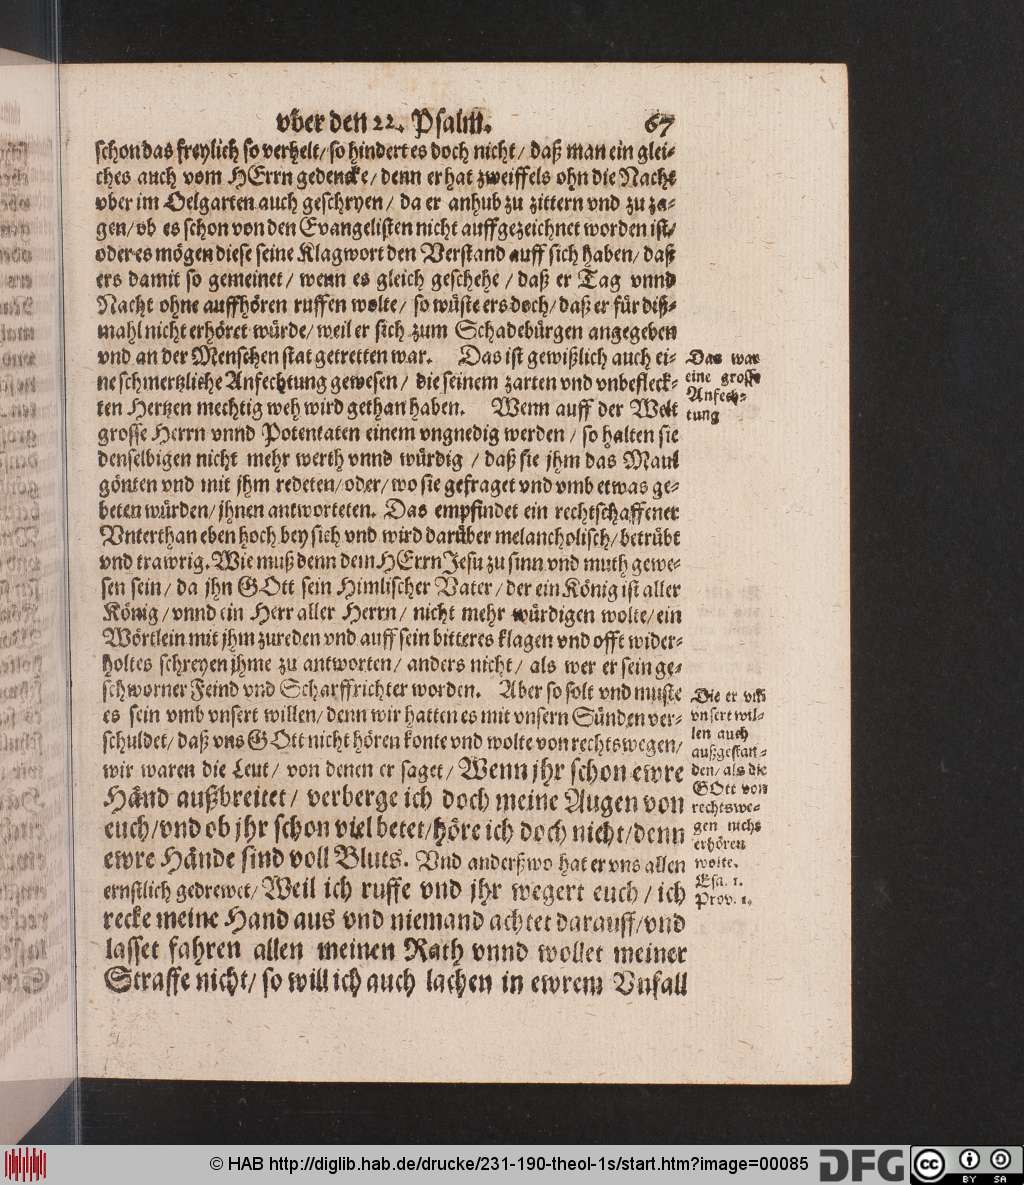 vber den 22. Psalm. 67
schon das freylich so verhelt/ so hindert es doch nicht/ daß man ein glei-
ches auch vom HErrn gedencke/ denn er hat zweiffels ohn die Nacht
vber im Oelgarten auch geschryen/ da er anhub zu zittern vnd zu za-
gen/ ob es schon von den Evangelisten nicht auffgezeichnet worden ist/
oder es mögen diese seine Klagwort den Verstand auff sich haben/ daß
ers damit so gemeinet/ wenn es gleich geschehe/ daß er Tag vnnd
Nacht ohne auffhören ruffen wolte/ so wüste ers doch/ daß er für diß-
mahl nicht erhöret würde/ weil er sich zum Schadebürgen angegeben
vnd an der Menschen stat getretten war. Das ist gewißlich auch ei-
ne schmertzliche Anfechtung gewesen/ die seinem zarten vnd vnbefleck-
ten Hertzen mechtig weh wird gethan haben. Wenn auff der Welt
grosse Herrn vnnd Potentaten einem vngnedig werden/ so halten sie
denselbigen nicht mehr werth vnnd würdig/ daß sie jhm das Maul
gönten vnd mit jhm redeten/ oder/ wo sie gefraget vnd vmb etwas ge-
beten würden/ jhnen antworteten. Das empfindet ein rechtschaffener
Vnterthan eben hoch bey sich vnd wird darüber melancholisch/ betrübt
vnd trawrig. Wie muß denn dem HErrn Jesu zu sinn vnd muth gewe-
sen sein/ da jhn GOtt sein Himlischer Vater/ der ein König ist aller
König/ vnnd ein Herr aller Herrn/ nicht mehr würdigen wolte/ ein
Wörtlein mit jhm zureden vnd auff sein bitteres klagen vnd offt wider-
holtes schreyen jhme zu antworten/ anders nicht/ als wer er sein ge-
schworner Feind vnd Scharffrichter worden. Aber so solt vnd muste
es sein vmb vnsert willen/ denn wir hatten es mit vnsern Sünden ver-
schuldet/ daß vns GOtt nicht hören konte vnd wolte von rechtswegen/
wir waren die Leut/ von denen er saget/ Wenn jhr schon ewre
Händ außbreitet/ verberge ich doch meine Augen von
euch/ vnd ob jhr schon viel betet/ höre ich doch nicht/ denn
ewre Hände sind voll Bluts. Vnd anderßwo hat er vns allen
ernstlich gedrewet/ Weil ich ruffe vnd jhr wegert euch/ ich
recke meine Hand aus vnd niemand achtet darauff/ vnd
lasset fahren allen meinen Rath vnnd wollet meiner
Straffe nicht/ so will ich auch lachen in ewrem Vnfall
Das war
eine grosse
Anfech-
tung
Die er vm
vnsert wil-
len auch
außgestan-
den/ als die
GOtt von
rechtswe-
gen nicht
erhören
wolte.
Esa. 1.
Prov. 1.
© HAB http://diglib.hab.de/drucke/231-190-theol-1s/start.htm?image=00085
DFG
cc BY SA